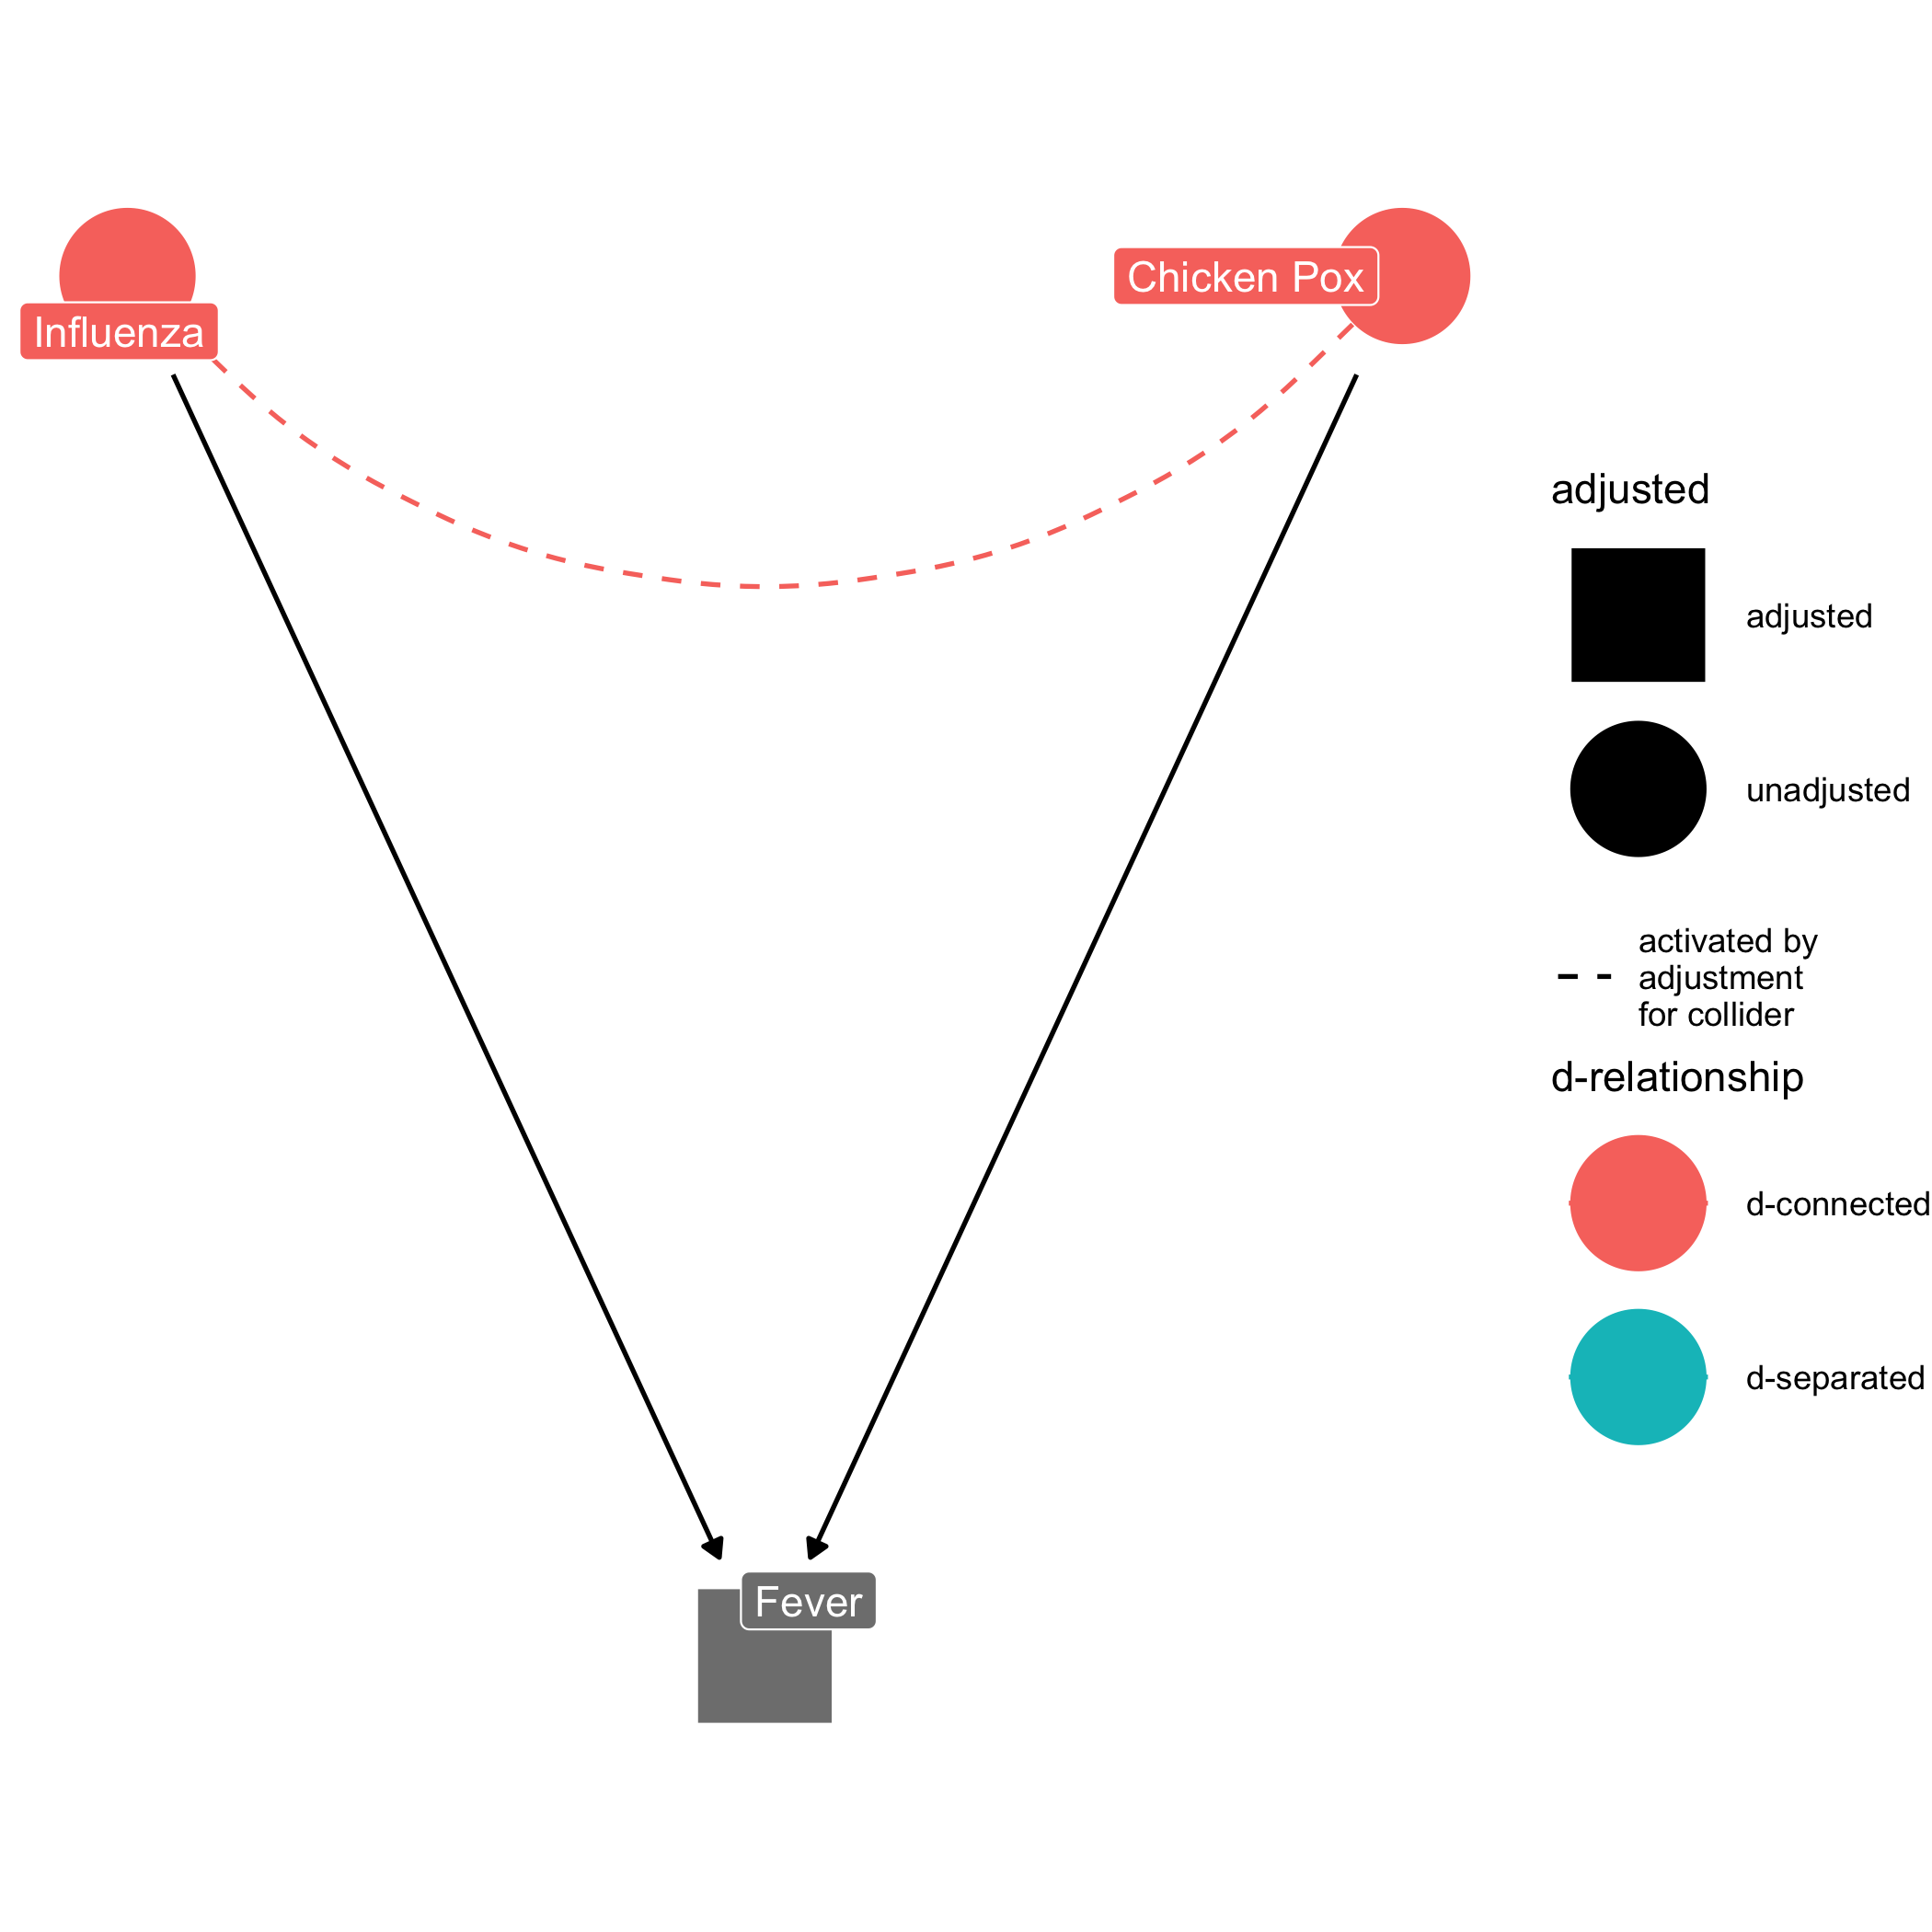 Influenza
Chicken Pox
Fever
adjusted
adjusted
unadjusted
activated by
adjustment
for collider
d-relationship
d-connected
d-separated